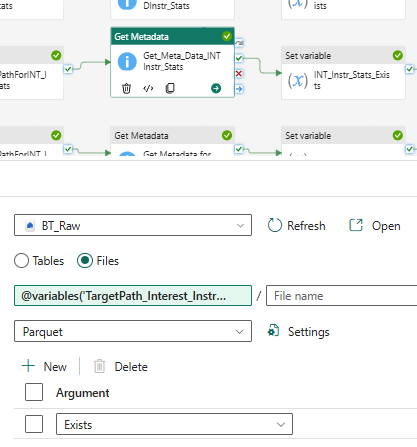 DInstr_Stats
ists
Get Metadata
PathForINT_I
tats
Get_Meta_Data_INT
Instr_Stats
Set variable
(x)
INT_Instr_Stats_Exis
ts
PathForINT_I
Get Metadata
Get Metadata for
Set variable
BT_Raw
Refresh
Open
Tables
Files
@variables('TargetPath_Interest_Instr...
/
File name
Parquet
Settings
New
Delete
Argument
Exists